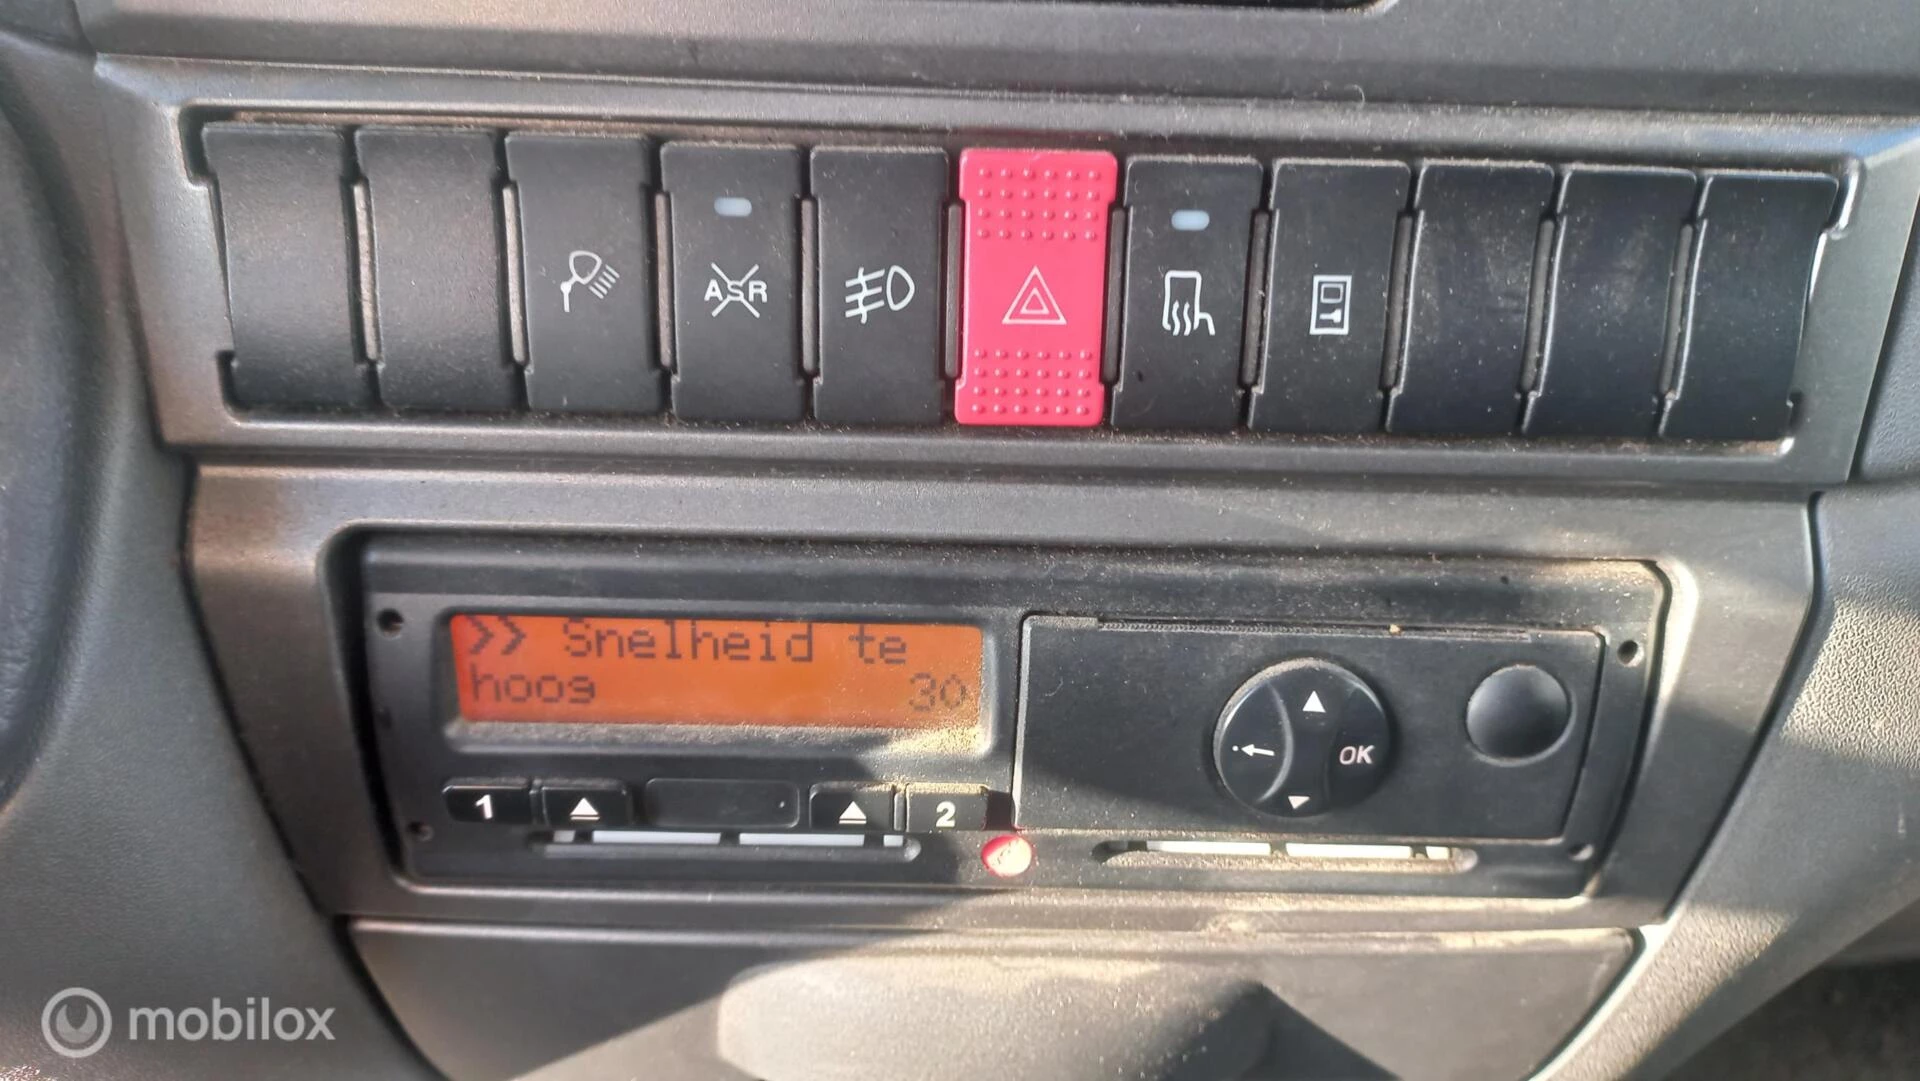 ASR
>> Snelheid te
hoog 30
OK
1 2
mobilox